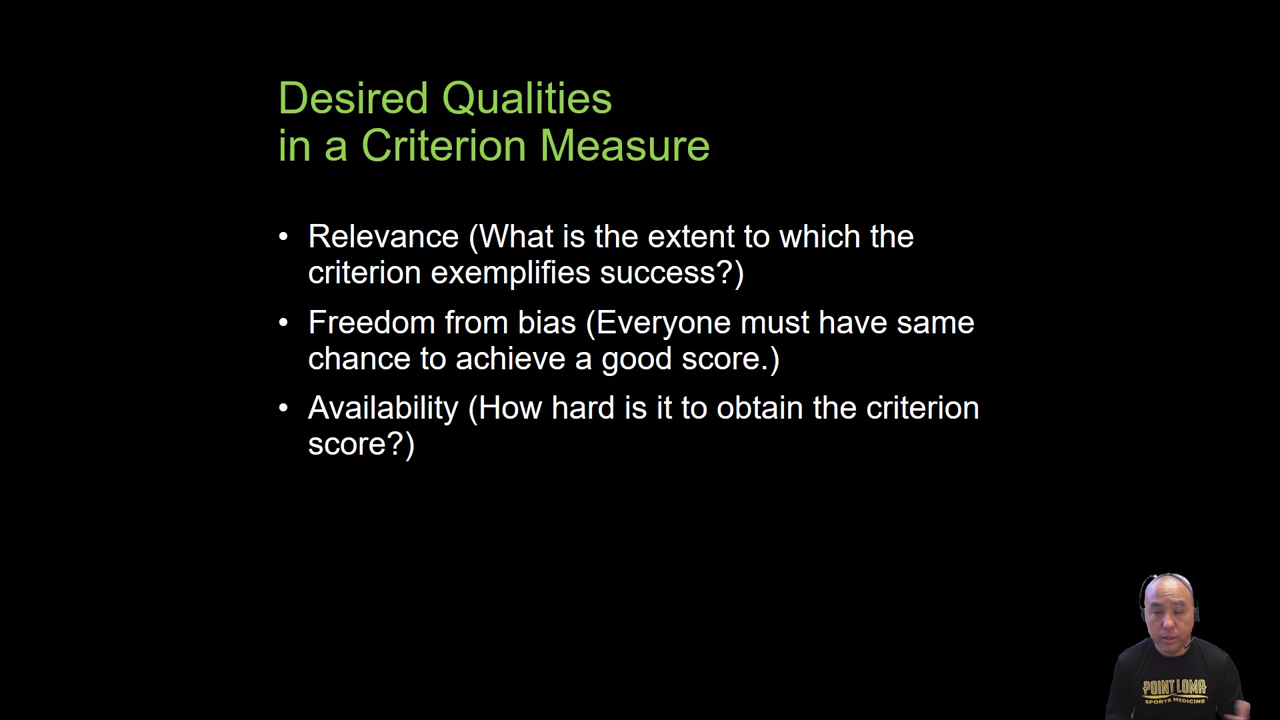 Desired Qualities
in a Criterion Measure
• Relevance (What is the extent to which the
criterion exemplifies success?)
• Freedom from bias (Everyone must have same
chance to achieve a good score.)
• Availability (How hard is it to obtain the criterion
score?)
POINT LOMA
SPORTS MEDICINE